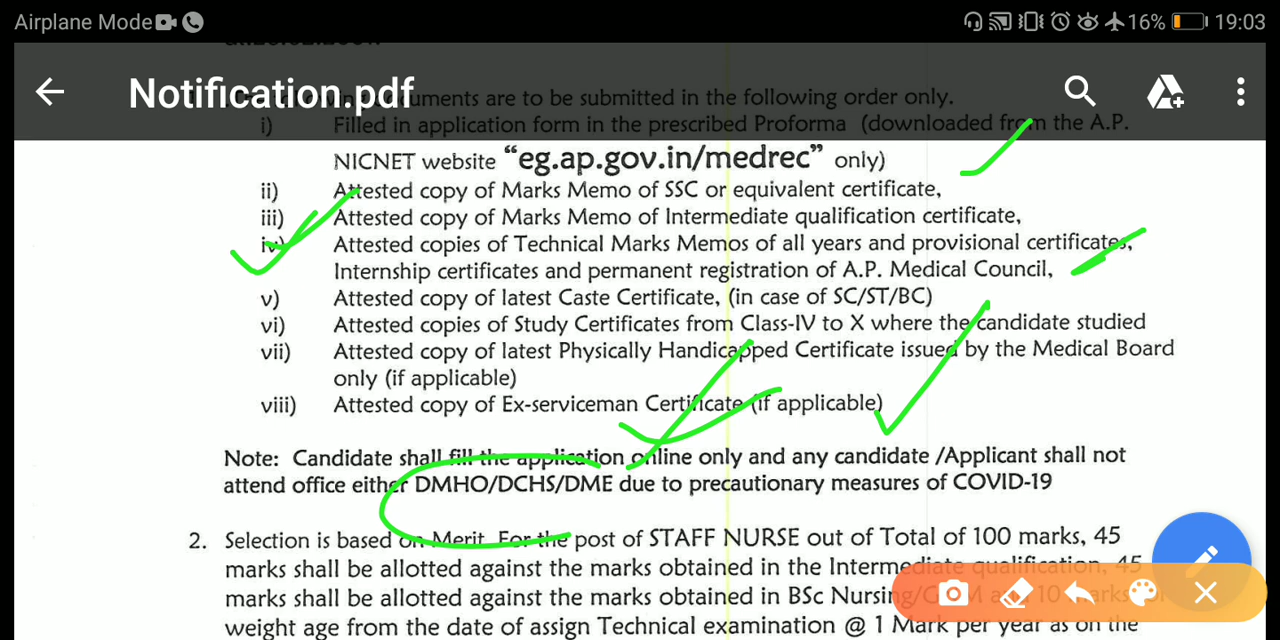 Airplane Mode 16% 19:03
Notification.pdf
documents are to be submitted in the following order only.
i) Filled in application form in the prescribed Proforma (downloaded from the A.P.
NICNET website “eg.ap.gov.in/medrec” only)
ii) Attested copy of Marks Memo of SSC or equivalent certificate,
iii) Attested copy of Marks Memo of Intermediate qualification certificate,
iv) Attested copies of Technical Marks Memos of all years and provisional certificates,
Internship certificates and permanent registration of A.P. Medical Council,
v) Attested copy of latest Caste Certificate, (in case of SC/ST/BC)
vi) Attested copies of Study Certificates from Class-IV to X where the candidate studied
vii) Attested copy of latest Physically Handicapped Certificate issued by the Medical Board
only (if applicable)
viii) Attested copy of Ex-serviceman Certificate (if applicable)
Note: Candidate shall fill the application online only and any candidate /Applicant shall not
attend office either DMHO/DCHS/DME due to precautionary measures of COVID-19
2. Selection is based on Merit. For the post of STAFF NURSE out of Total of 100 marks, 45
marks shall be allotted against the marks obtained in the Intermediate qualification, 45
marks shall be allotted against the marks obtained in BSc Nursing/ 10
weight age from the date of assign Technical examination @ 1 Mark per year as on the